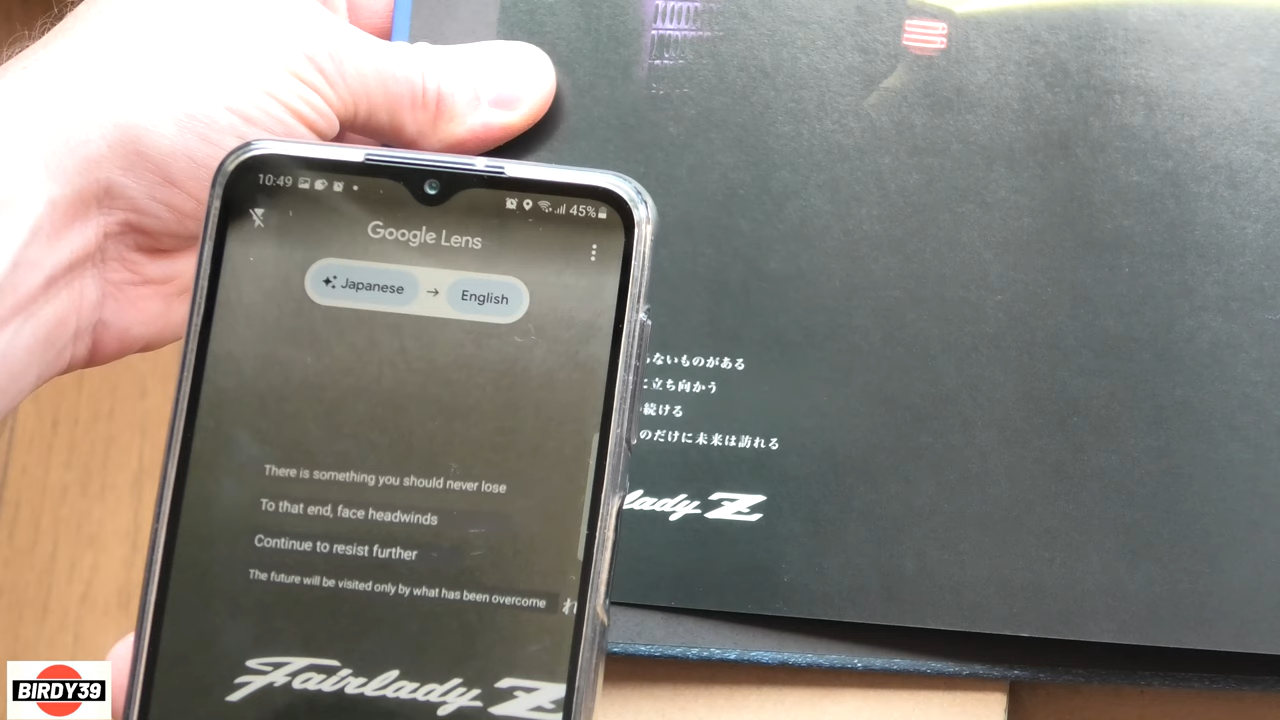 10:49
45%
Google Lens
Japanese → English
There is something you should never lose
To that end, face headwinds
Continue to resist further
The future will be visited only by what has been overcome
れ
Fairlady Z
ないものがある
に立ち向かう
続ける
のだけに未来は訪れる
lady Z
BIRDY39